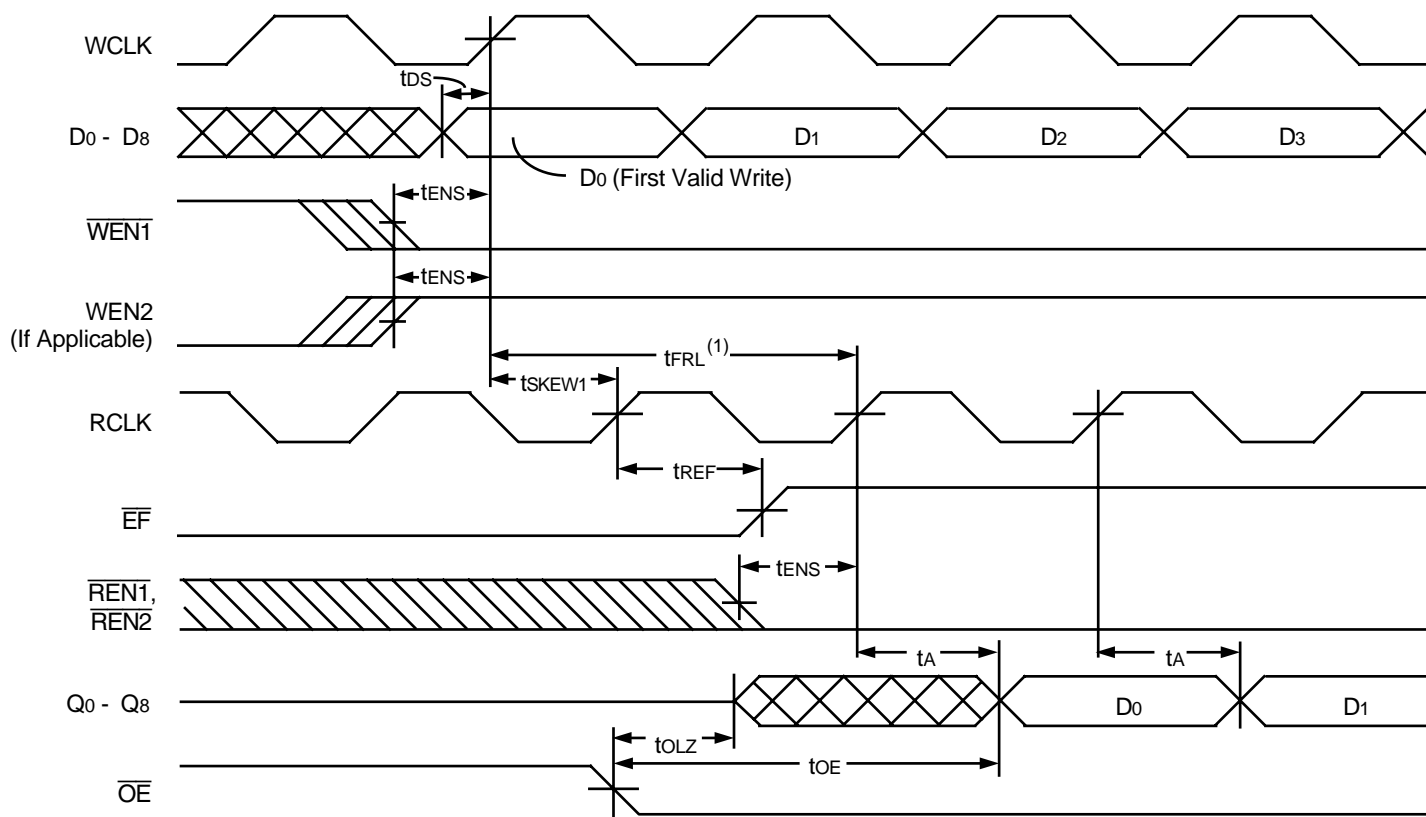 WCLK
tDS
D0 - D8
D1
D2
D3
D0 (First Valid Write)
tENS
WEN1
tENS
WEN2
(If Applicable)
tFRL(1)
tSKEW1
RCLK
tREF
EF
tENS
REN1,
REN2
tA
tA
Q0 - Q8
D0
D1
tOLZ
tOE
OE